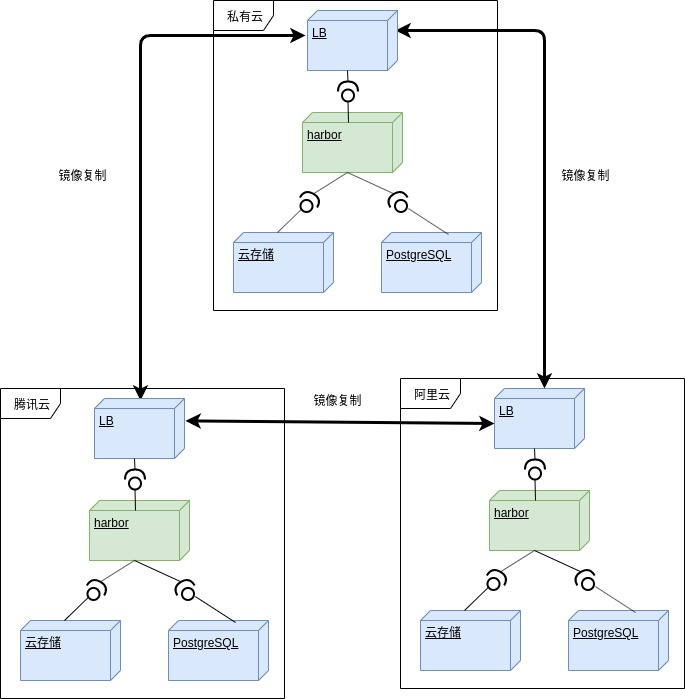 私有云
LB
harbor
云存储
PostgreSQL
镜像复制
镜像复制
腾讯云
LB
harbor
云存储
PostgreSQL
镜像复制
阿里云
LB
harbor
云存储
PostgreSQL